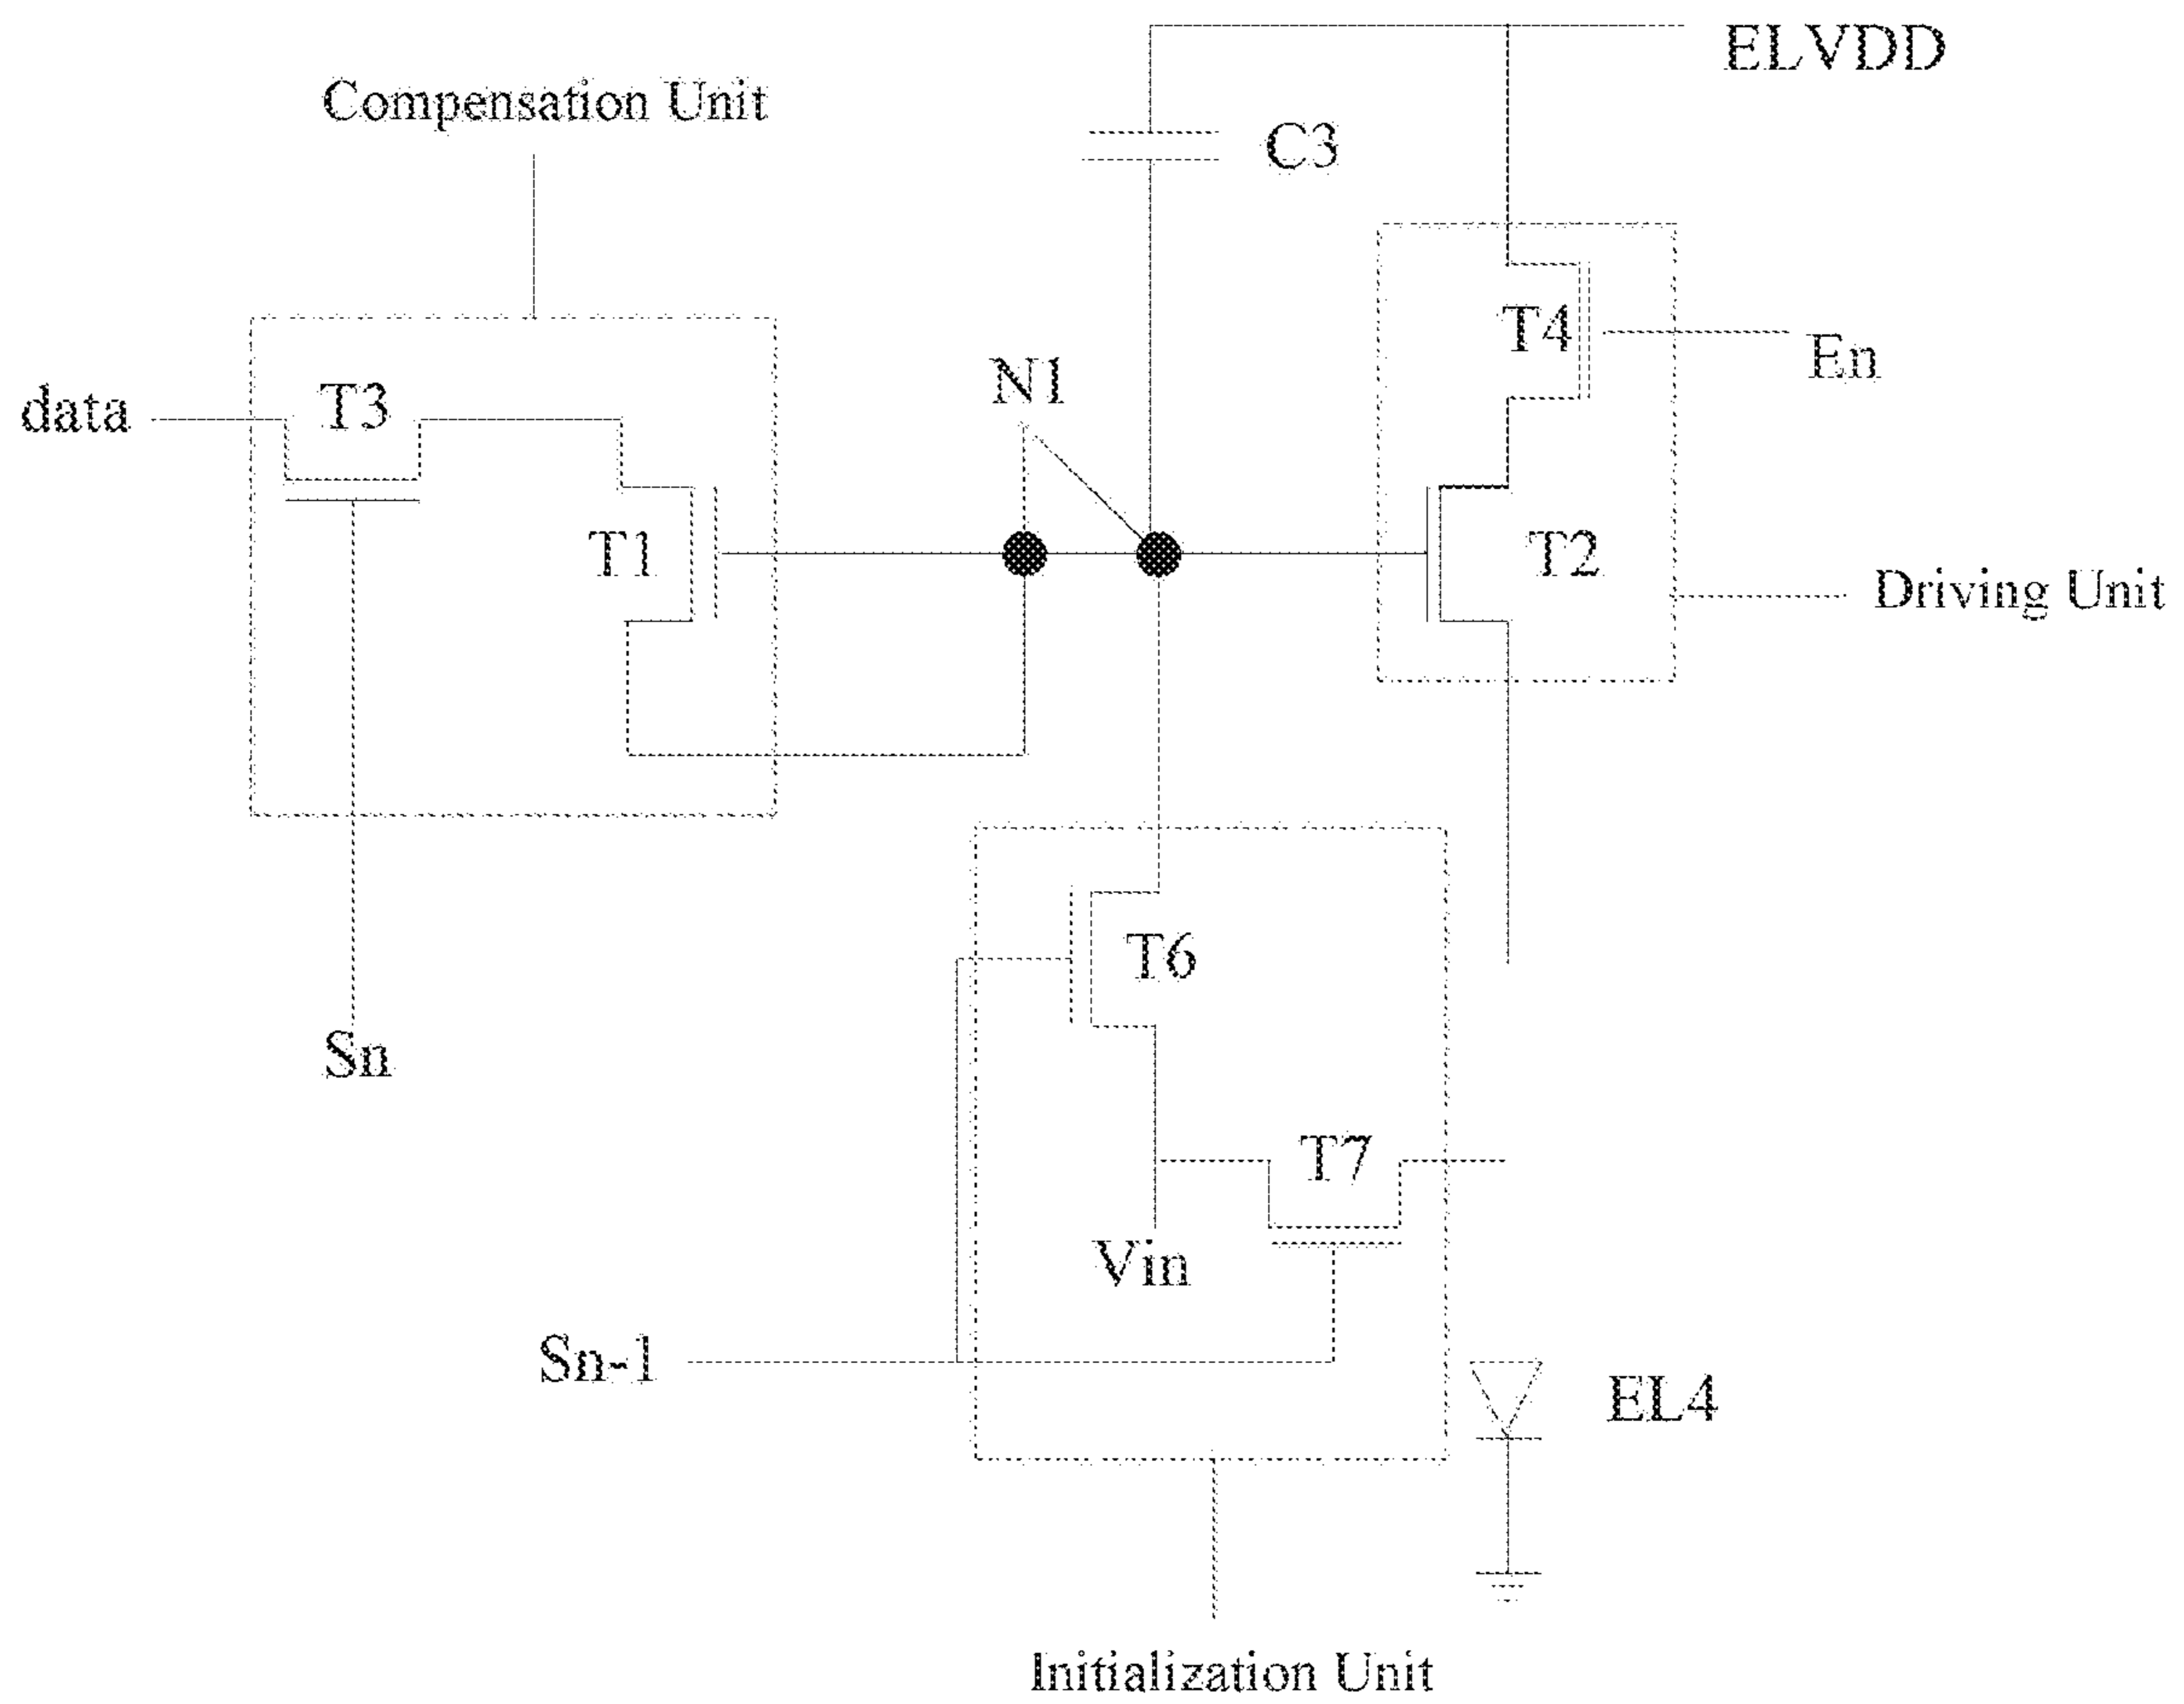 ELVDD
Compensation Unit
C3
T4
En
N1
data
T3
T1
T2
Driving Unit
T6
Sn
T7
Vin
Sn-1
EL4
Initialization Unit